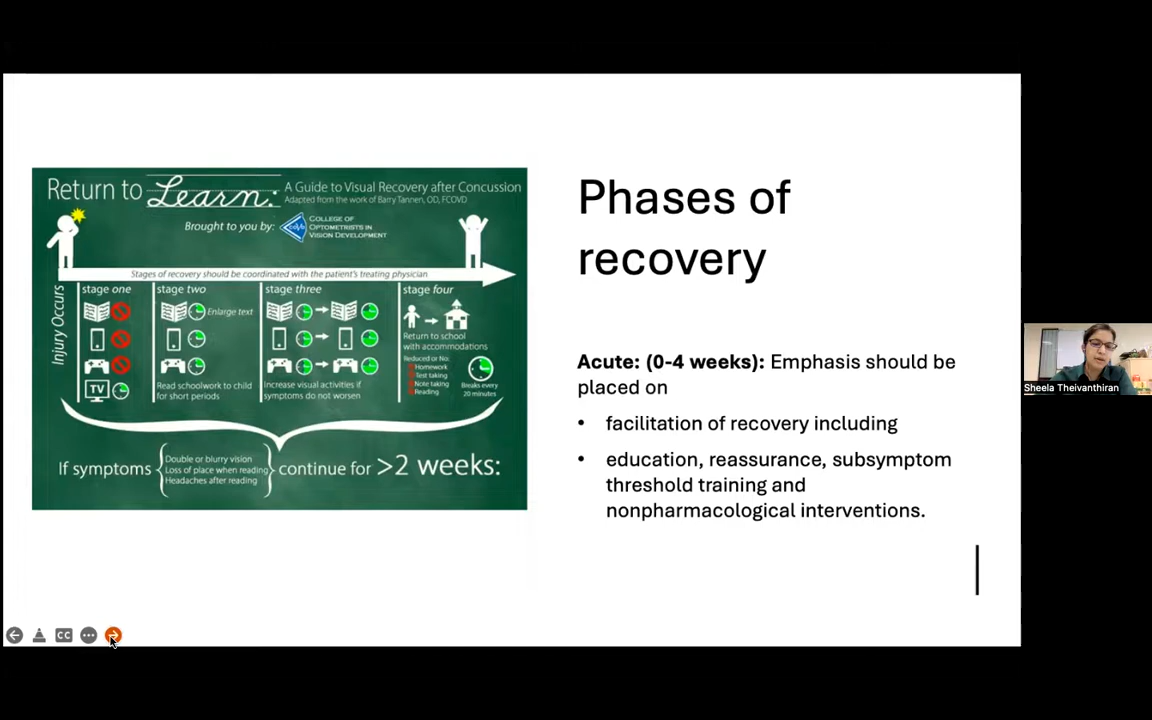 Return to Learn:
A Guide to Visual Recovery after Concussion
Adapted from the work of Barry Tannen, OD, FCOVD
Brought to you by:
covd
COLLEGE OF
OPTOMETRISTS IN
VISION DEVELOPMENT
Stages of recovery should be coordinated with the patient's treating physician
Injury Occurs
stage one
TV
stage two
Enlarge text
Read schoolwork to child
for short periods
stage three
Increase visual activities if
symptoms do not worsen
stage four
Return to school
with accommodations
Reduced or No:
Homework
Test taking
Note taking
Reading
Breaks every
20 minutes
If symptoms
Double or blurry vision
Loss of place when reading
Headaches after reading
continue for >2 weeks:
Phases of
recovery
Acute: (0-4 weeks): Emphasis should be
placed on
• facilitation of recovery including
• education, reassurance, subsymptom
threshold training and
nonpharmacological interventions.
Sheela Theivanthiran
CC